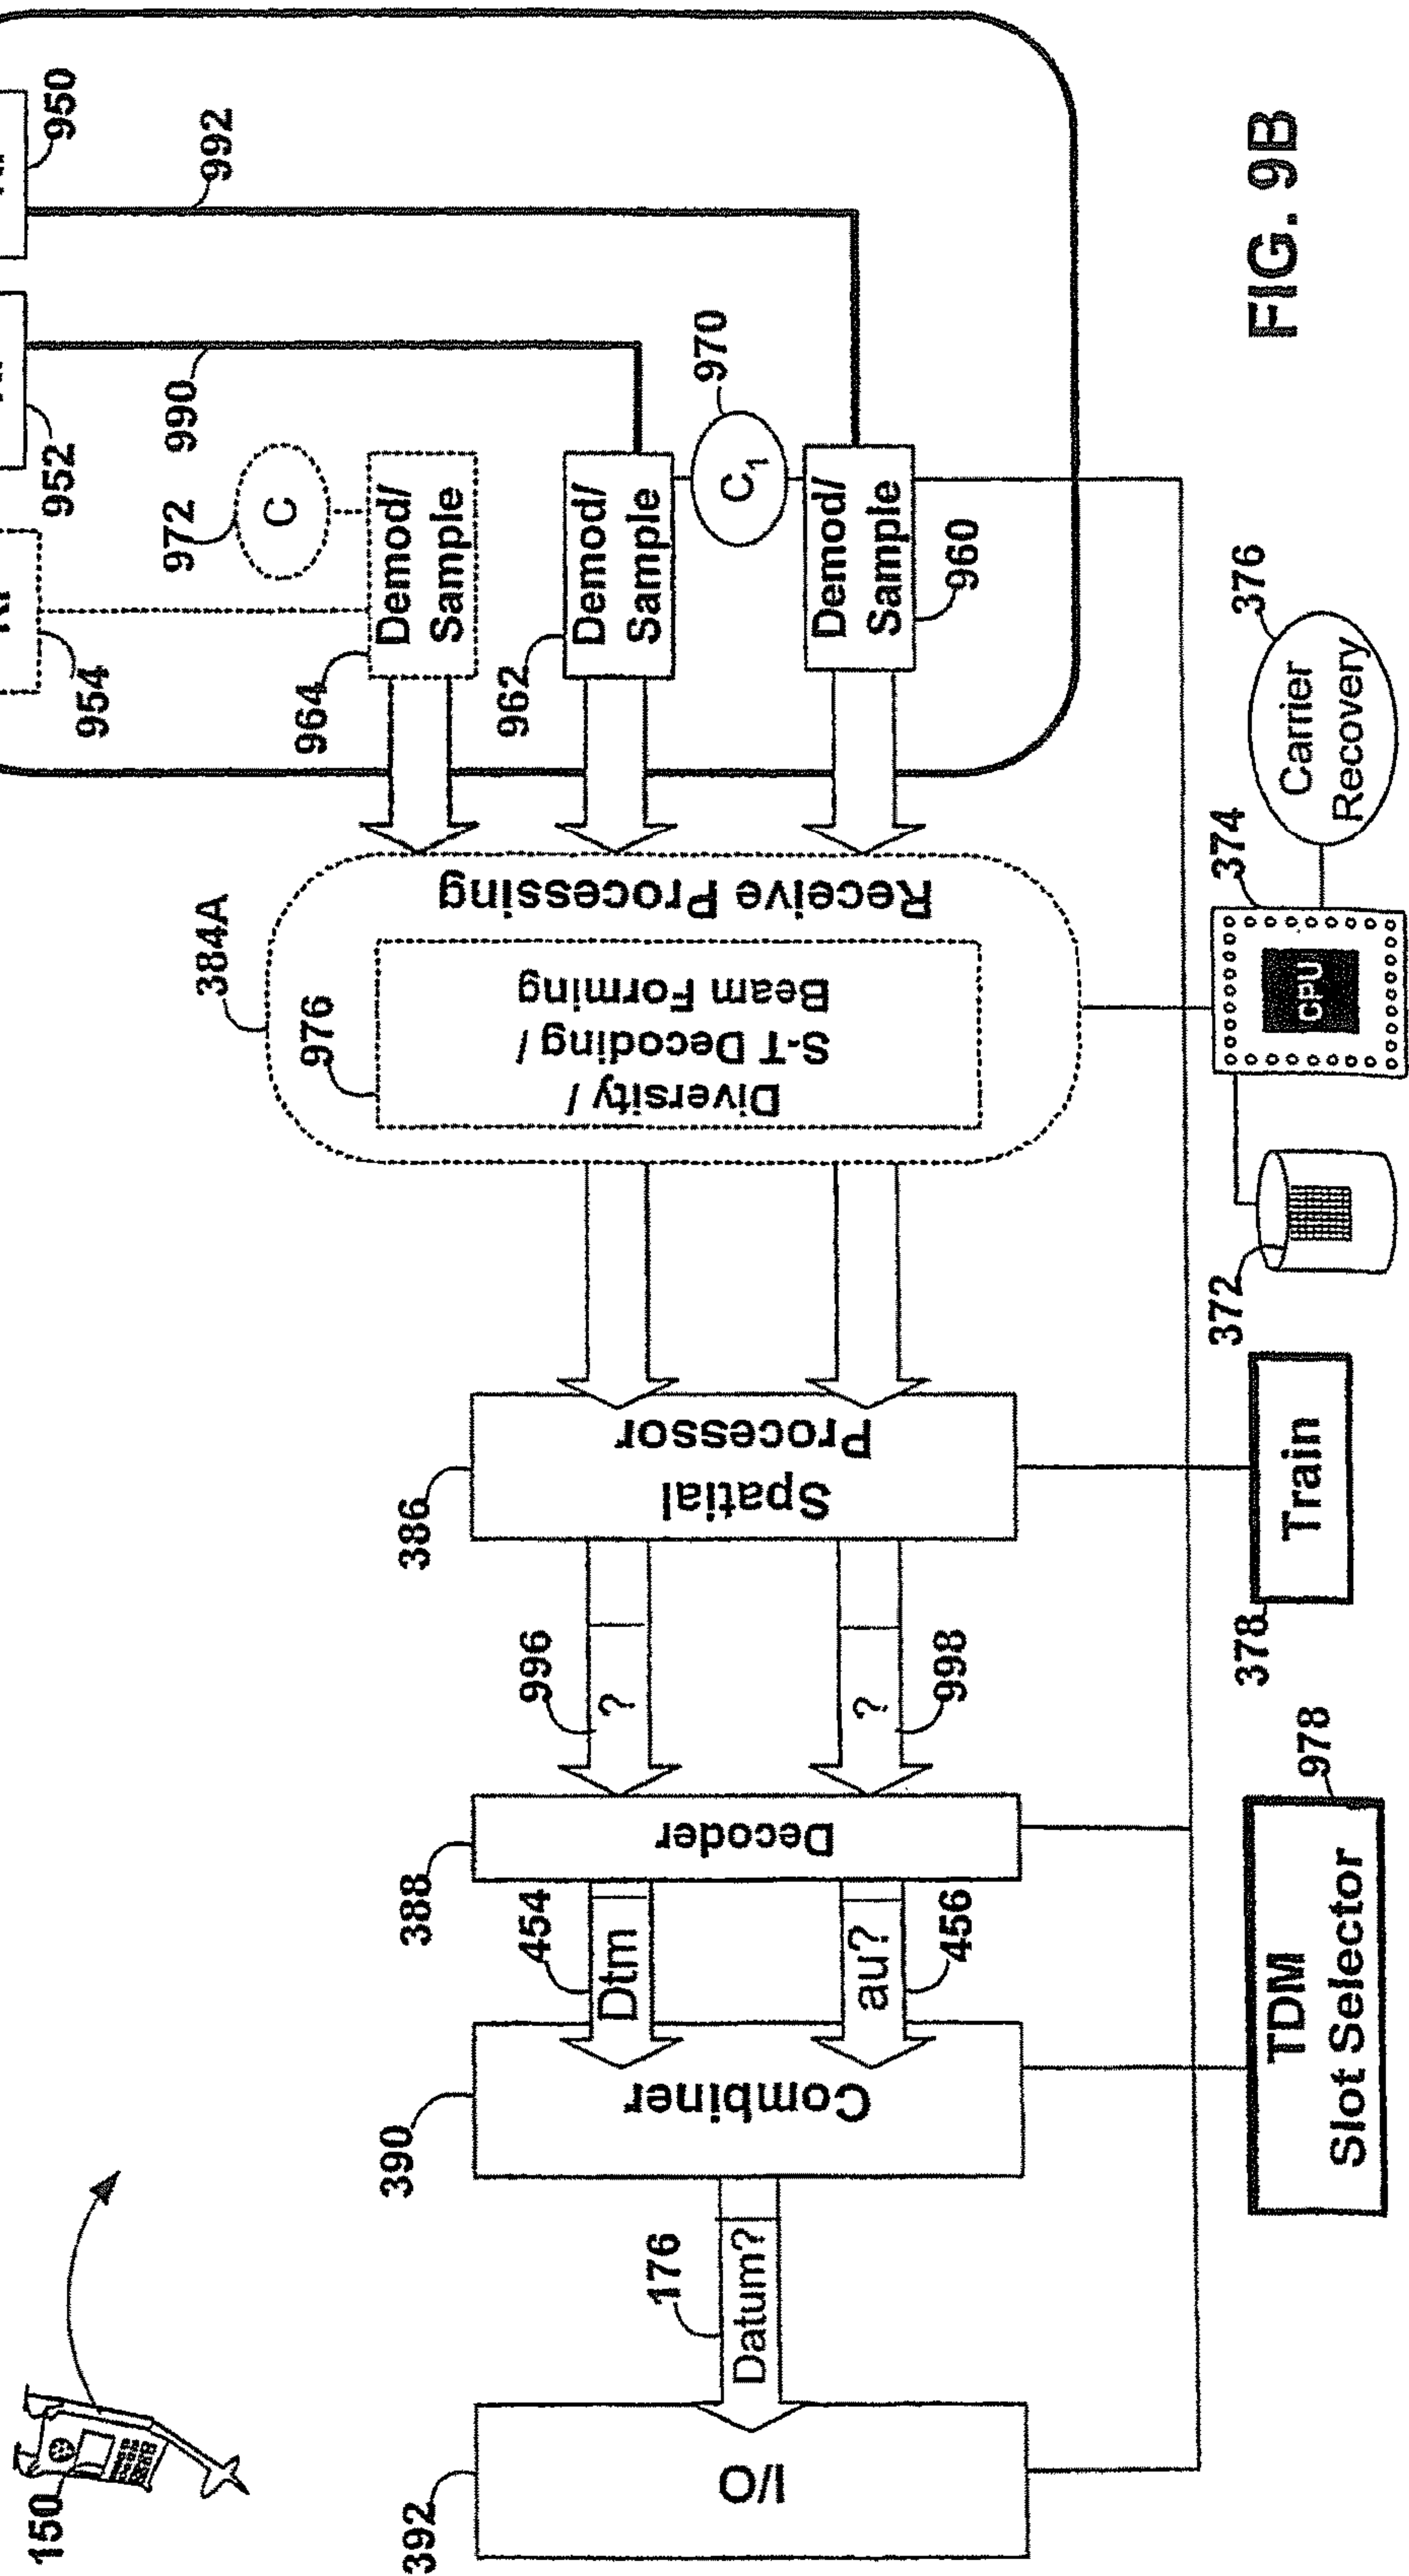 950
992
952
990
970
972
C
954
964
Demod/
Sample
962
Demod/
Sample
C1
Demod/
Sample
960
376
Carrier
Recovery
374
CPU
372
384A
Receive Processing
976
Diversity /
S-T Decoding /
Beam Forming
386
Spatial
Processor
Train
378
996
?
?
998
388
Decoder
978
TDM
Slot Selector
454
Dtm
au?
456
390
Combiner
176
Datum?
392
I/O
150
FIG. 9B